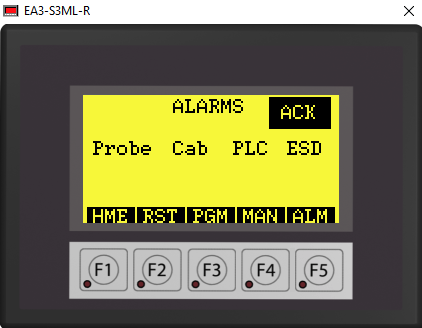 EA3-S3ML-R
ALARMS ACK
Probe Cab PLC ESD
HME RST PGM MAN ALM
F1 F2 F3 F4 F5